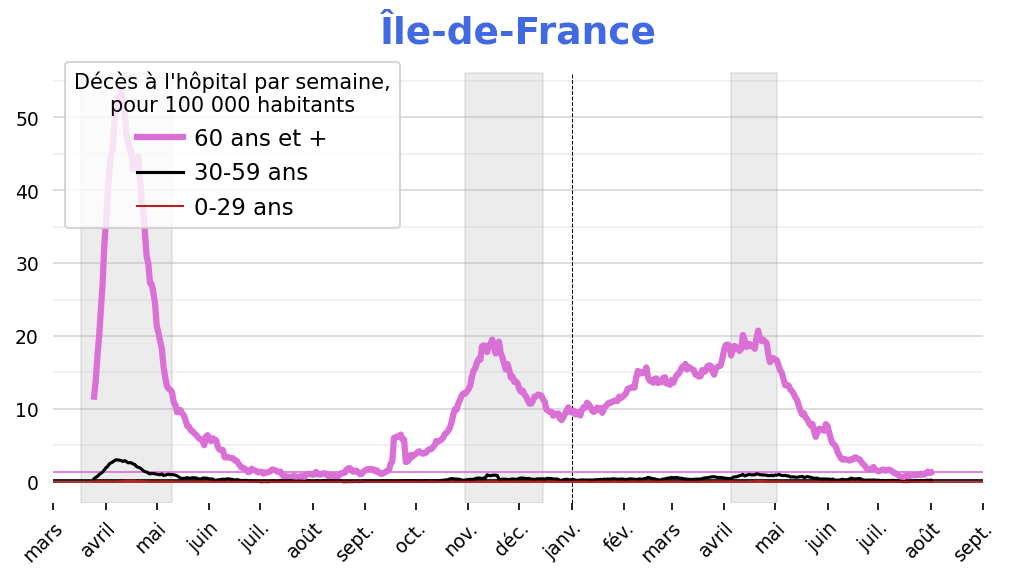 Île-de-France
Décès à l'hôpital par semaine,
pour 100 000 habitants
60 ans et +
30-59 ans
0-29 ans
50
40
30
20
10
0
mars avril mai juin juil. août sept. oct. nov. déc. janv. fév. mars avril mai juin juil. août sept.